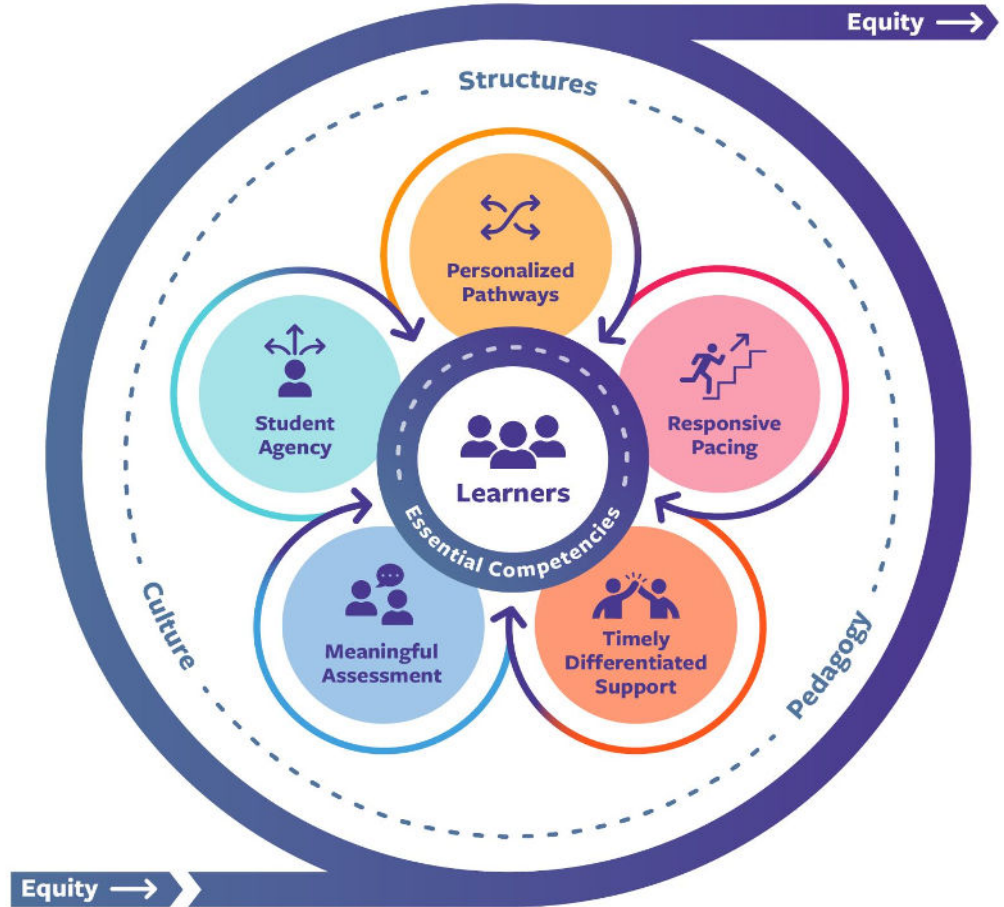 Equity
Structures
Personalized
Pathways
Student
Agency
Responsive
Pacing
Learners
Essential Competencies
Meaningful
Assessment
Timely
Differentiated
Support
Culture
Pedagogy
Equity